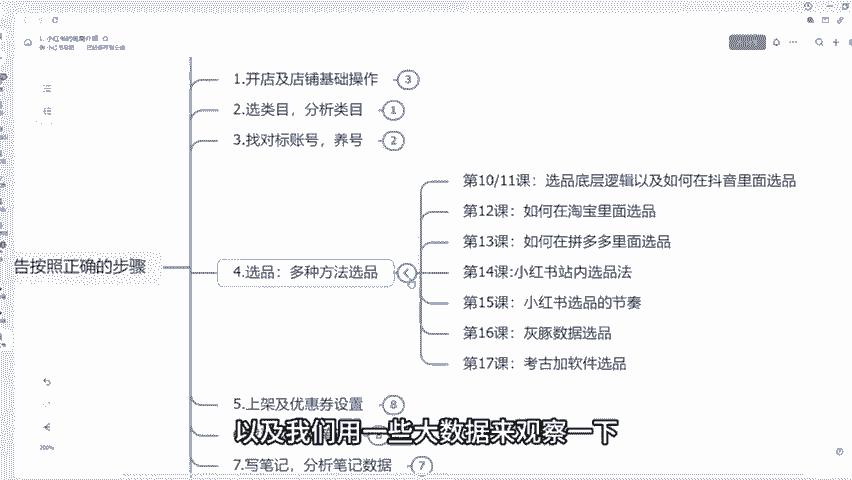 1.开店及店铺基础操作 3
2.选类目，分析类目 1
3.找对标账号，养号 2
第10/11课：选品底层逻辑以及如何在抖音里面选品
第12课：如何在淘宝里面选品
第13课：如何在拼多多里面选品
告按照正确的步骤
4.选品：多种方法选品
第14课:小红书站内选品法
第15课：小红书选品的节奏
第16课：灰豚数据选品
第17课：考古加软件选品
5.上架及优惠券设置 8
以及我们用一些大数据来观察一下
7.写笔记，分析笔记数据 7
200%